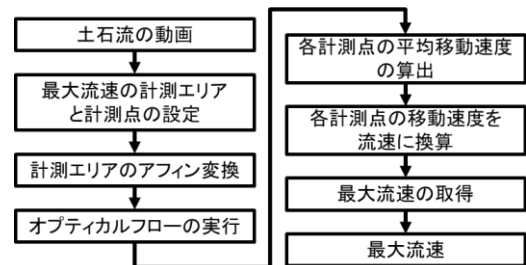 土石流の動画
最大流速の計測エリア
と計測点の設定
計測エリアのアフィン変換
オプティカルフローの実行
各計測点の平均移動速度
の算出
各計測点の移動速度を
流速に換算
最大流速の取得
最大流速